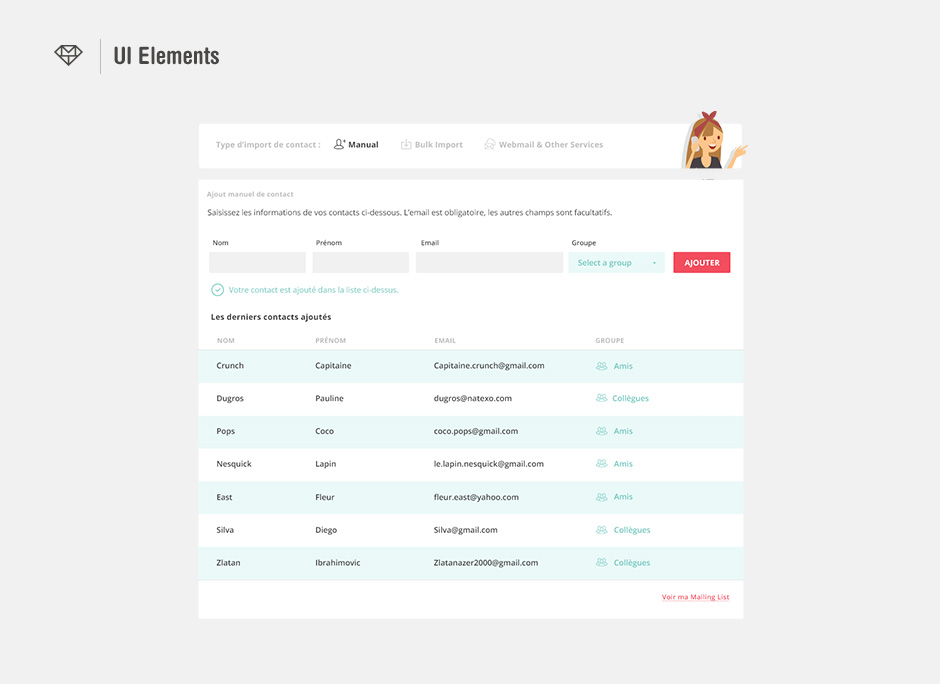 UI Elements
Type d'import de contact : Manual Bulk Import Webmail & Other Services
Ajout manuel de contact
Saisissez les informations de vos contacts ci-dessous. L'email est obligatoire, les autres champs sont facultatifs.
Nom Prénom Email Groupe
Select a group AJOUTER
Votre contact est ajouté dans la liste ci-dessus.
Les derniers contacts ajoutés
NOM PRÉNOM EMAIL GROUPE
Crunch Capitaine Capitaine.crunch@gmail.com Amis
Dugros Pauline dugros@natexo.com Collègues
Pops Coco coco.pops@gmail.com Amis
Nesquick Lapin le.lapin.nesquick@gmail.com Amis
East Fleur fleur.east@yahoo.com Amis
Silva Diego Silva@gmail.com Collègues
Zlatan Ibrahimovic Zlatanazer2000@gmail.com Collègues
Voir ma Mailing List